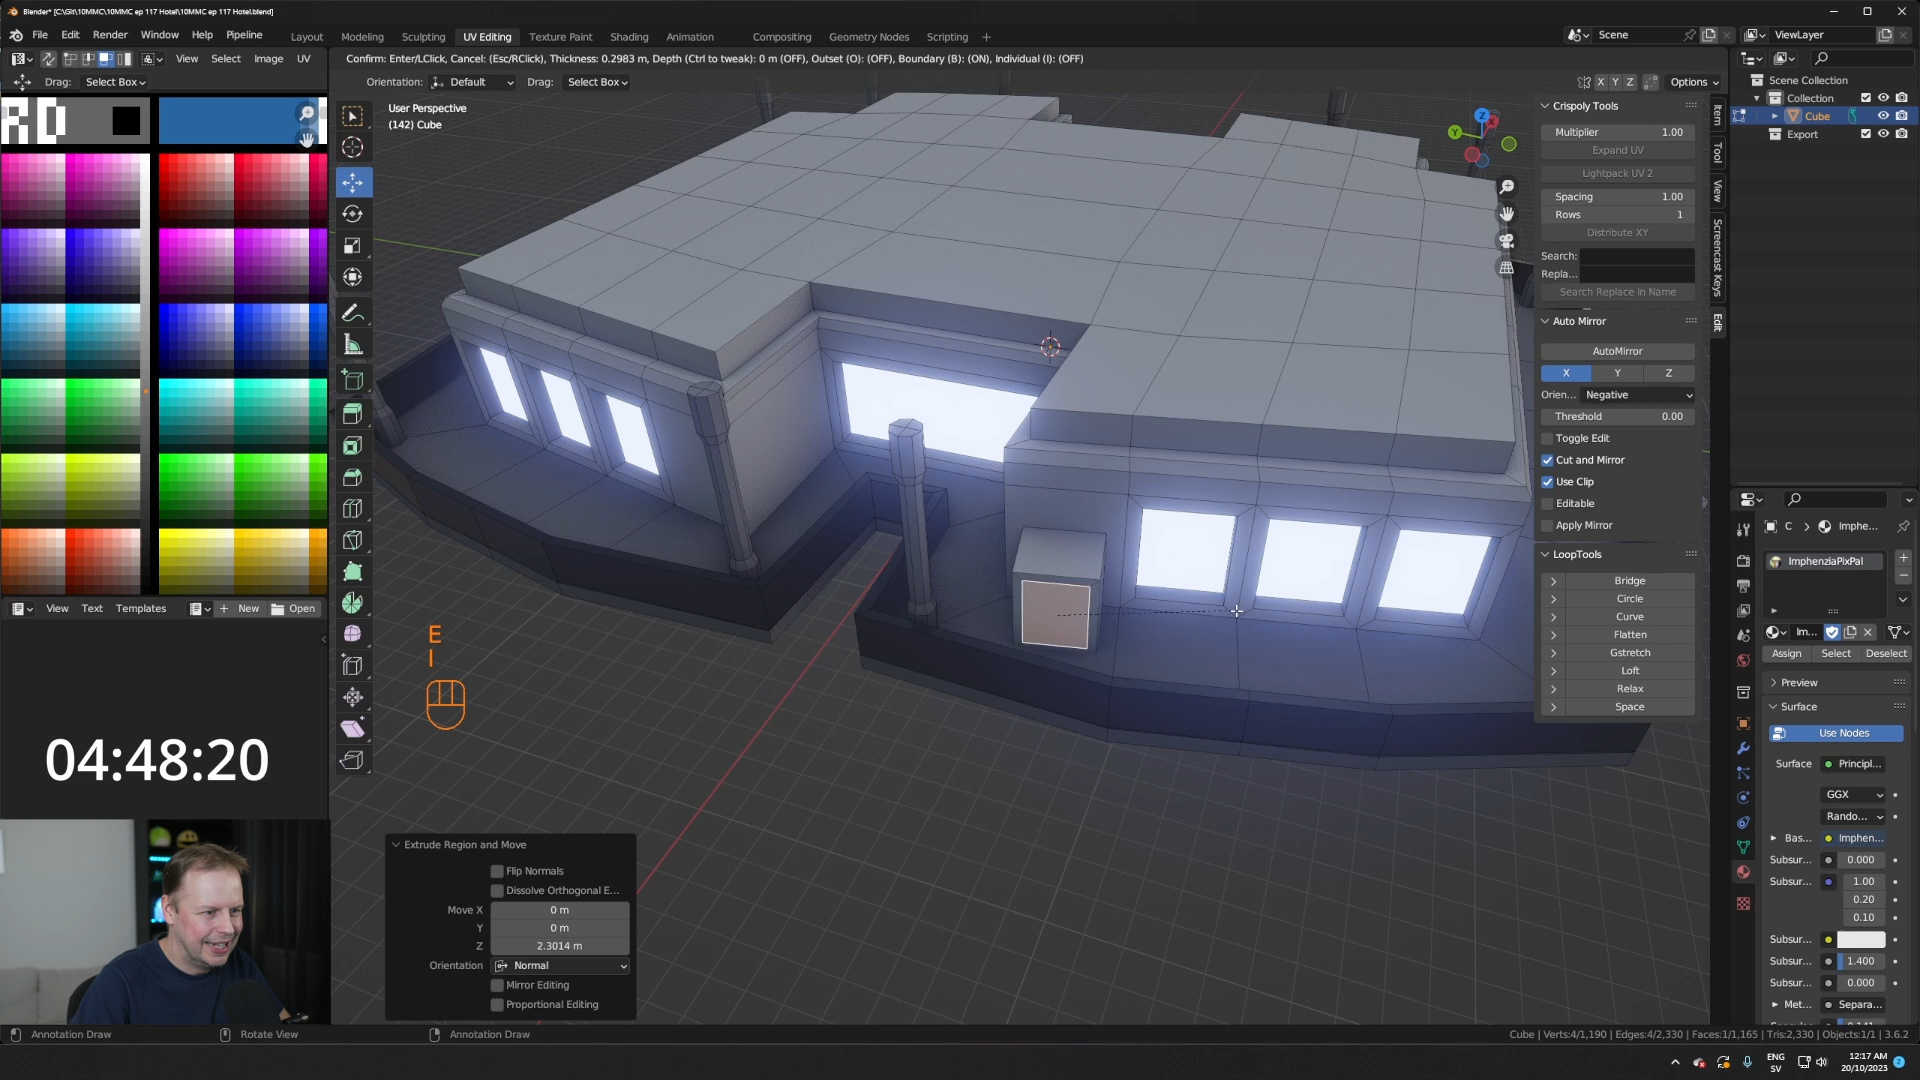 Blender* [C:\Git\10MMC\10MMC ep 117 Hotel\10MMC ep 117 Hotel.blend]
File Edit Render Window Help Pipeline Layout Modeling Sculpting UV Editing Texture Paint Shading Animation Compositing Geometry Nodes Scripting + Scene ViewLayer
View Select Image UV Confirm: Enter/LClick, Cancel: (Esc/RClick), Thickness: 0.2983 m, Depth (Ctrl to tweak): 0 m (OFF), Outset (O): (OFF), Boundary (B): (ON), Individual (I): (OFF)
Drag: Select Box Orientation: Default Drag: Select Box X Y Z Options
User Perspective
(142) Cube
Scene Collection
Collection
Cube
Export
Z
Y
X
Item
Tool
View
Screencast Keys
Edit
Crispoly Tools
Multiplier 1.00
Expand UV
Lightpack UV 2
Spacing 1.00
Rows 1
Distribute XY
Search:
Repla...
Search Replace In Name
Auto Mirror
AutoMirror
X Y Z
Orien... Negative
Threshold 0.00
Toggle Edit
Cut and Mirror
Use Clip
Editable
Apply Mirror
LoopTools
Bridge
Circle
Curve
Flatten
Gstretch
Loft
Relax
Space
C Imphe...
ImphenziaPixPal
Im...
Assign Select Deselect
Preview
Surface
Use Nodes
Surface Principl...
GGX
Rando...
Bas... Imphen...
Subsur... 0.000
Subsur... 1.00
0.20
0.10
Subsur...
Subsur... 1.400
Subsur... 0.000
Met... Separa...
View Text Templates + New Open
E
I
04:48:20
Extrude Region and Move
Flip Normals
Dissolve Orthogonal E...
Move X 0 m
Y 0 m
Z 2.3014 m
Orientation Normal
Mirror Editing
Proportional Editing
Annotation Draw Rotate View Annotation Draw Cube | Verts:4/1,190 | Edges:4/2,330 | Faces:1/1,165 | Tris:2,330 | Objects:1/1 | 3.6.2
ENG
SV
12:17 AM
20/10/2023
2